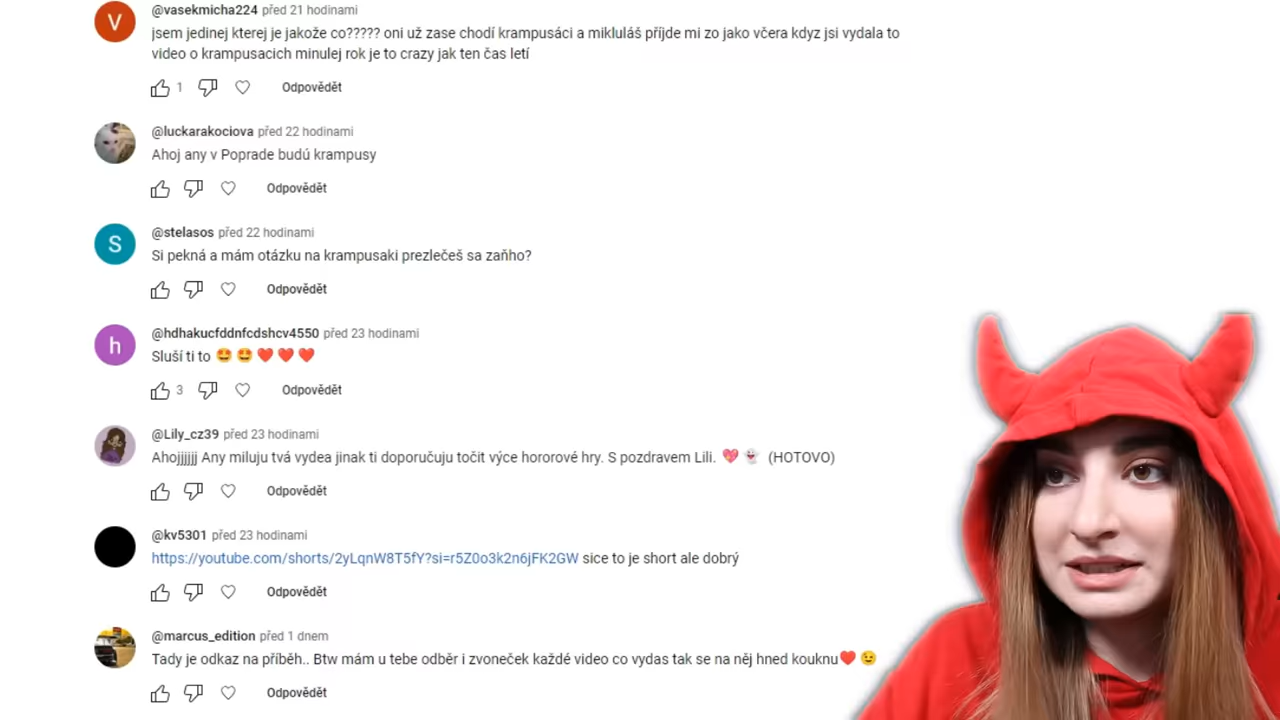 V
@vasekmicha224 před 21 hodinami
jsem jedinej kterej je jakože co????? oni už zase chodí krampusáci a mikluláš příjde mi zo jako včera kdyz jsi vydala to
video o krampusacich minulej rok je to crazy jak ten čas letí
1 Odpovědět
@luckarakociova před 22 hodinami
Ahoj any v Poprade budú krampusy
Odpovědět
S
@stelasos před 22 hodinami
Si pekná a mám otázku na krampusaki prezlečeš sa zaňho?
Odpovědět
h
@hdhakucfddnfcdshcv4550 před 23 hodinami
Sluší ti to 🤩 🤩 ❤️ ❤️ ❤️
3 Odpovědět
@Lily_cz39 před 23 hodinami
Ahojjjjjj Any miluju tvá vydea jinak ti doporučuju točit výce hororové hry. S pozdravem Lili. 💖 👻 (HOTOVO)
Odpovědět
@kv5301 před 23 hodinami
https://youtube.com/shorts/2yLqnW8T5fY?si=r5Z0o3k2n6jFK2GW sice to je short ale dobrý
Odpovědět
@marcus_edition před 1 dnem
Tady je odkaz na příběh.. Btw mám u tebe odběr i zvoneček každé video co vydas tak se na něj hned kouknu❤️ 😉
Odpovědět